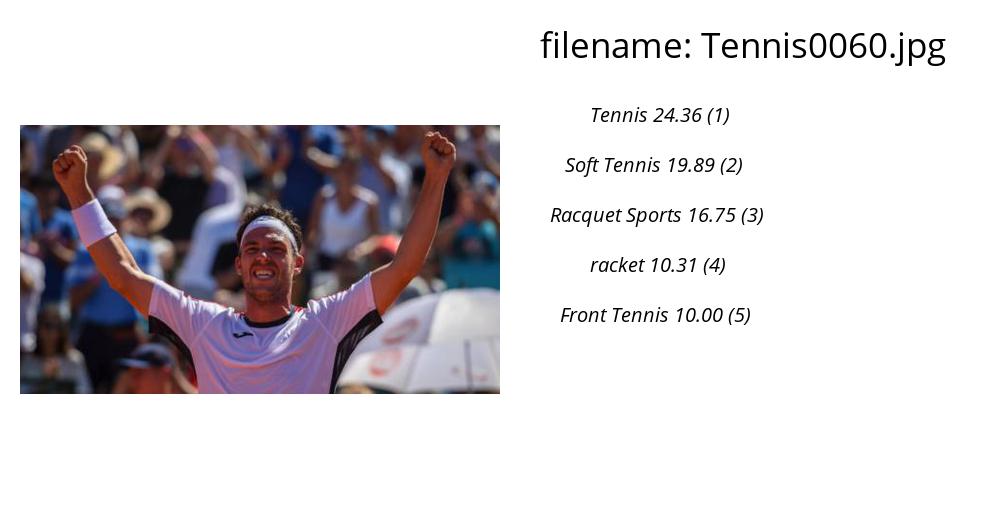 filename: Tennis0060.jpg
Tennis 24.36 (1)
Soft Tennis 19.89 (2)
Racquet Sports 16.75 (3)
racket 10.31 (4)
Front Tennis 10.00 (5)